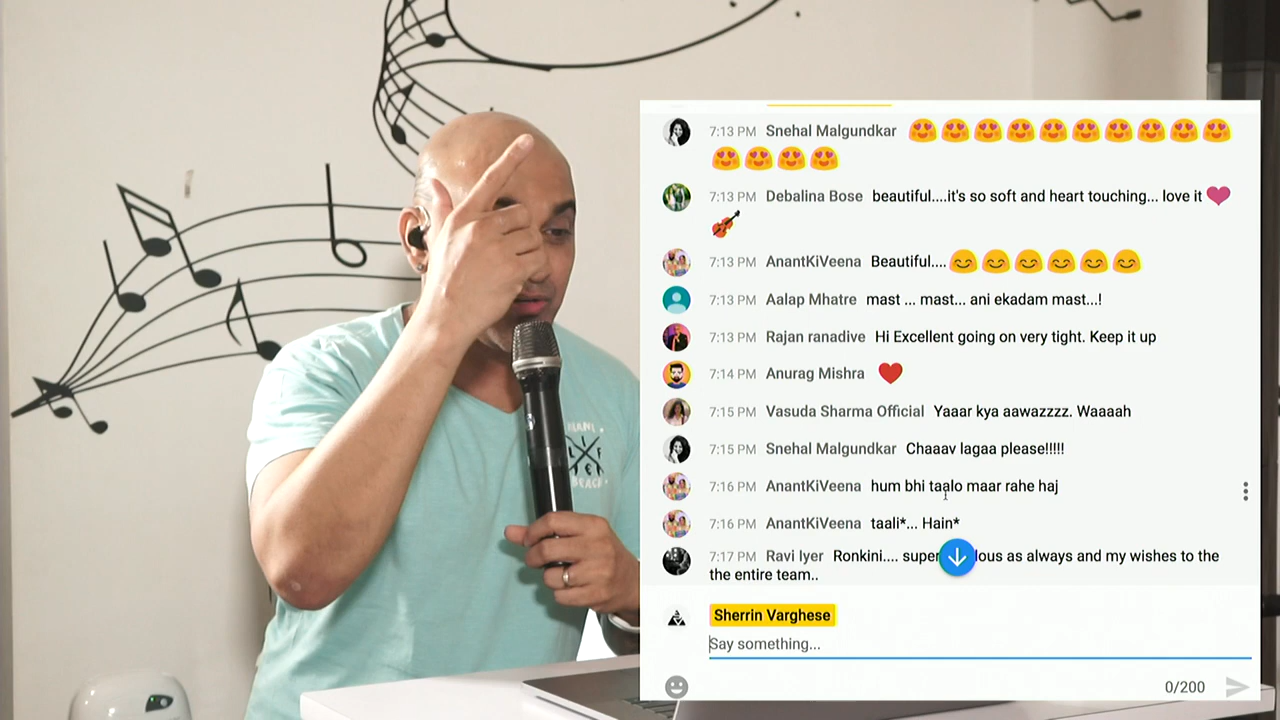 7:13 PM Snehal Malgundkar 😍😍😍😍😍😍😍😍😍😍
😍😍😍😍
7:13 PM Debalina Bose beautiful....it's so soft and heart touching... love it ❤
🎻
7:13 PM AnantKiVeena Beautiful....😊😊😊😊😊😊
7:13 PM Aalap Mhatre mast ... mast... ani ekadam mast...!
7:13 PM Rajan ranadive Hi Excellent going on very tight. Keep it up
7:14 PM Anurag Mishra ❤
7:15 PM Vasuda Sharma Official Yaaar kya aawazzzz. Waaaah
7:15 PM Snehal Malgundkar Chaaav lagaa please!!!!!
7:16 PM AnantKiVeena hum bhi taalo maar rahe haj
7:16 PM AnantKiVeena taali*... Hain*
7:17 PM Ravi Iyer Ronkini.... as always and my wishes to the
the entire team..
Sherrin Varghese
Say something...
0/200
LIFE
BEACH